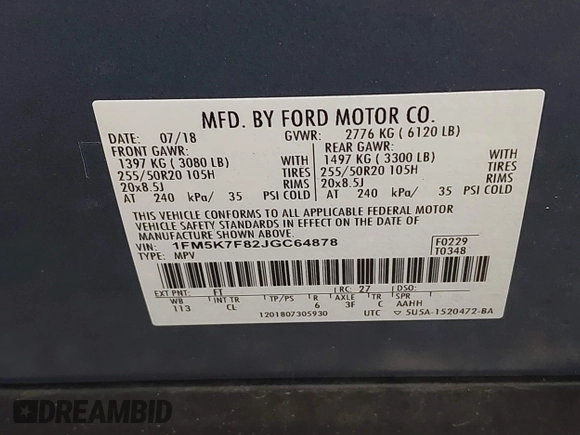 MFD. BY FORD MOTOR CO.
DATE: 07/18 GVWR: 2776 KG ( 6120 LB)
FRONT GAWR: REAR GAWR:
1397 KG ( 3080 LB) WITH 1497 KG ( 3300 LB) WITH
255/50R20 105H TIRES 255/50R20 105H TIRES
20x8.5J RIMS 20x8.5J RIMS
AT 240 kPa/ 35 PSI COLD AT 240 kPa/ 35 PSI COLD
THIS VEHICLE CONFORMS TO ALL APPLICABLE FEDERAL MOTOR
VEHICLE SAFETY STANDARDS IN EFFECT ON THE DATE OF
MANUFACTURE SHOWN ABOVE.
VIN: 1FM5K7F82JGC64878 F0229
TYPE: MPV T0348
EXT PNT: FT RC: 27 DSO:
WB INT TR TP/PS R AXLE TR SPR
113 CL 6 3F C AAHH
1201807305930 UTC ▽ 5U5A-1520472-BA
DREAMBID